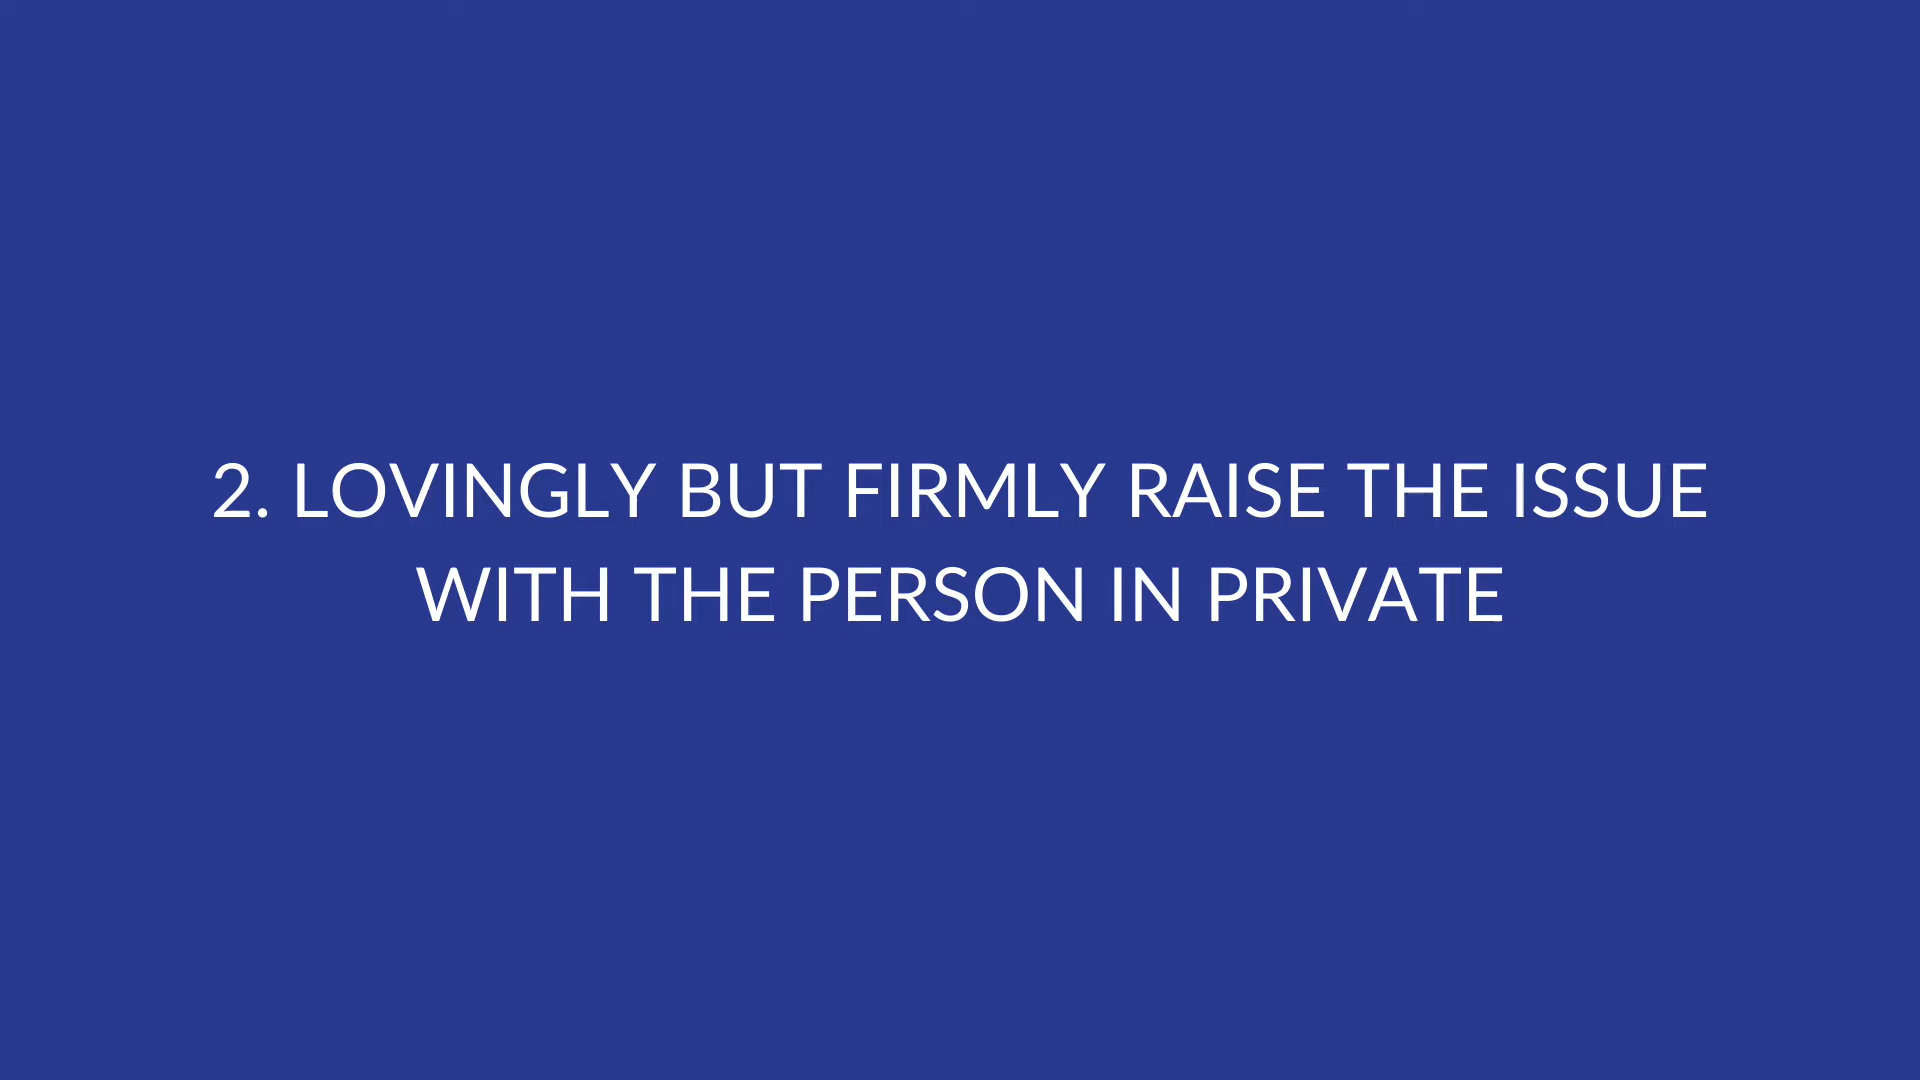 2. LOVINGLY BUT FIRMLY RAISE THE ISSUE
WITH THE PERSON IN PRIVATE